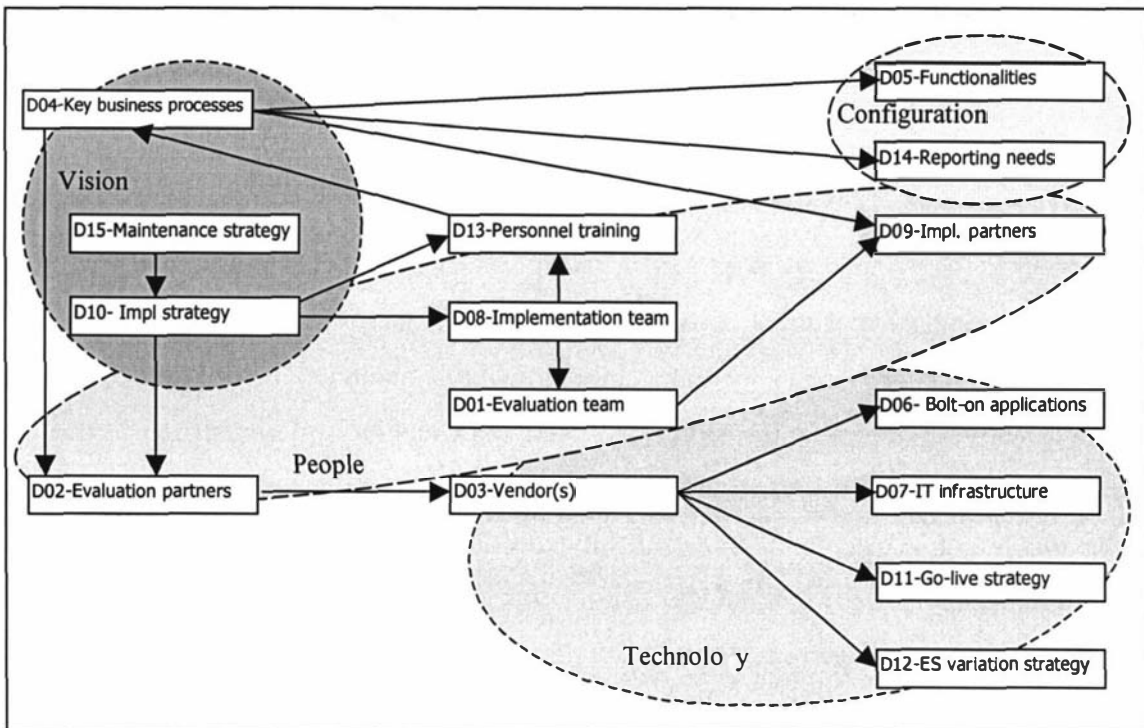 D04-Key business processes
D05-Functionalities
Configuration
D14-Reporting needs
Vision
D15-Maintenance strategy
D13-Personnel training
D09-Impl. partners
D10- Impl strategy
D08-Implementation team
D01-Evaluation team
D06- Bolt-on applications
People
D02-Evaluation partners
D03-Vendor(s)
D07-IT infrastructure
D11-Go-live strategy
Technolo y
D12-ES variation strategy